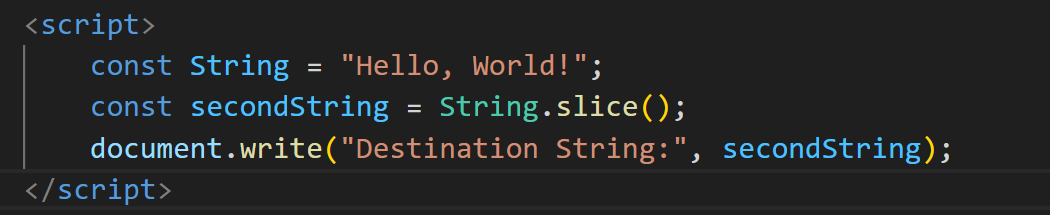 <script>
    const String = "Hello, World!";
    const secondString = String.slice();
    document.write("Destination String:", secondString);
</script>